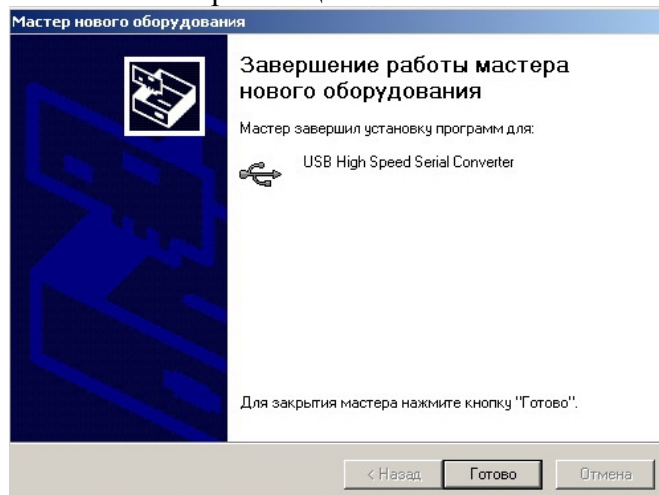 Мастер нового оборудования
Завершение работы мастера
нового оборудования
Мастер завершил установку программ для:
USB High Speed Serial Converter
Для закрытия мастера нажмите кнопку "Готово".
< Назад
Готово
Отмена